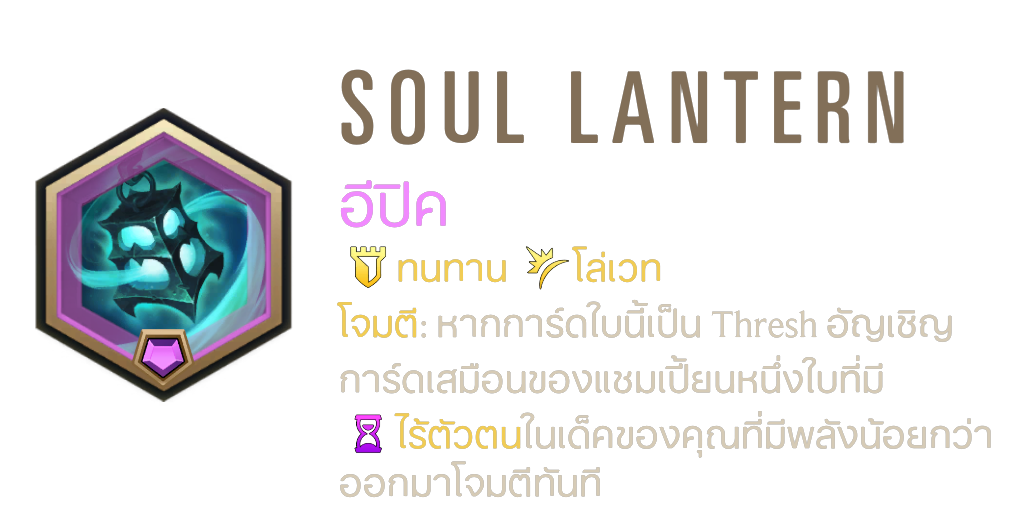 SOUL LANTERN
อีปิค
ทนทาน โล่เวท
โจมตี: หากการ์ดใบนี้เป็น Thresh อัญเชิญ
การ์ดเสมือนของแชมเปี้ยนหนึ่งใบที่มี
ไร้ตัวตนในเด็คของคุณที่มีพลังน้อยกว่า
ออกมาโจมตีทันที